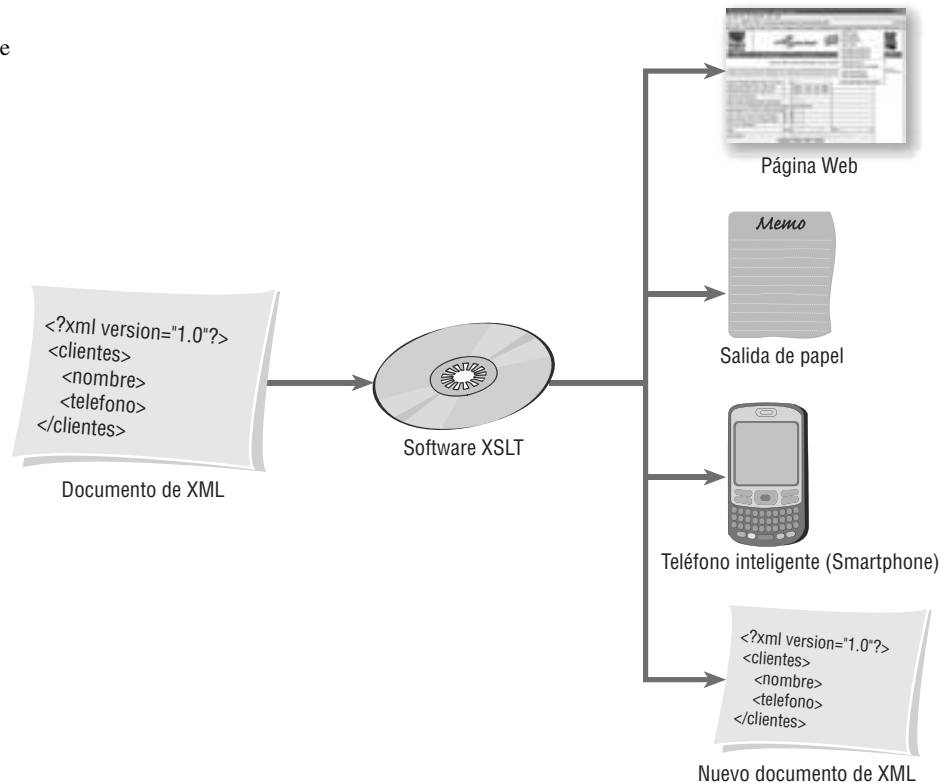 e
<?xml version="1.0"?>
<clientes>
<nombre>
<telefono>
</clientes>
Documento de XML
Software XSLT
Página Web
Memo
Salida de papel
Teléfono inteligente (Smartphone)
<?xml version="1.0"?>
<clientes>
<nombre>
<telefono>
</clientes>
Nuevo documento de XML